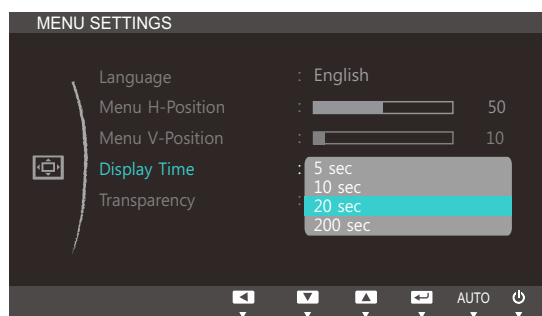 MENU SETTINGS
Language : English
Menu H-Position : 50
Menu V-Position : 10
Display Time : 5 sec
10 sec
20 sec
Transparency :
200 sec
AUTO